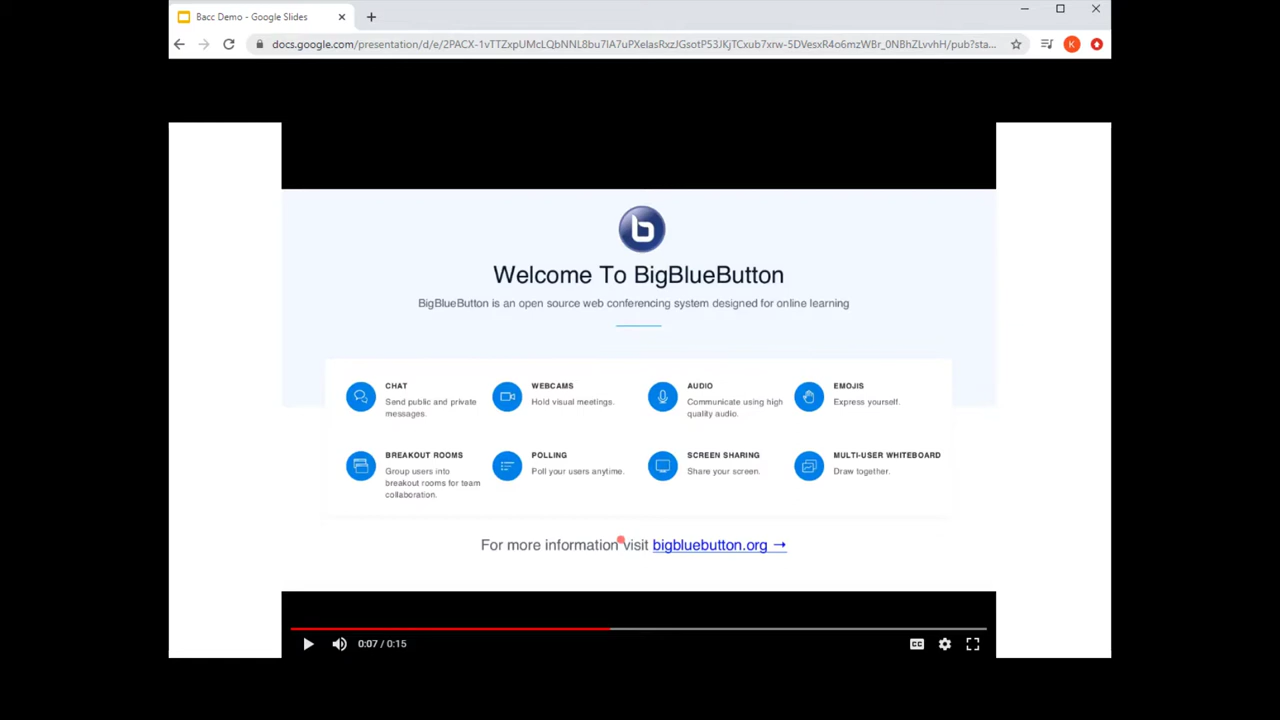 Bacc Demo - Google Slides
docs.google.com/presentation/d/e/2PACX-1vTTZxpUMcLQbNNL8bu7lA7uPXelasRxzJGsotP53JKjTCxub7xrw-5DVesxR4o6mzWBr_0NBhZLvvhH/pub?sta...
K
b
Welcome To BigBlueButton
BigBlueButton is an open source web conferencing system designed for online learning
CHAT
Send public and private
messages.
WEBCAMS
Hold visual meetings.
AUDIO
Communicate using high
quality audio.
EMOJIS
Express yourself.
BREAKOUT ROOMS
Group users into
breakout rooms for team
collaboration.
POLLING
Poll your users anytime.
SCREEN SHARING
Share your screen.
MULTI-USER WHITEBOARD
Draw together.
For more information visit bigbluebutton.org →
0:07 / 0:15
CC